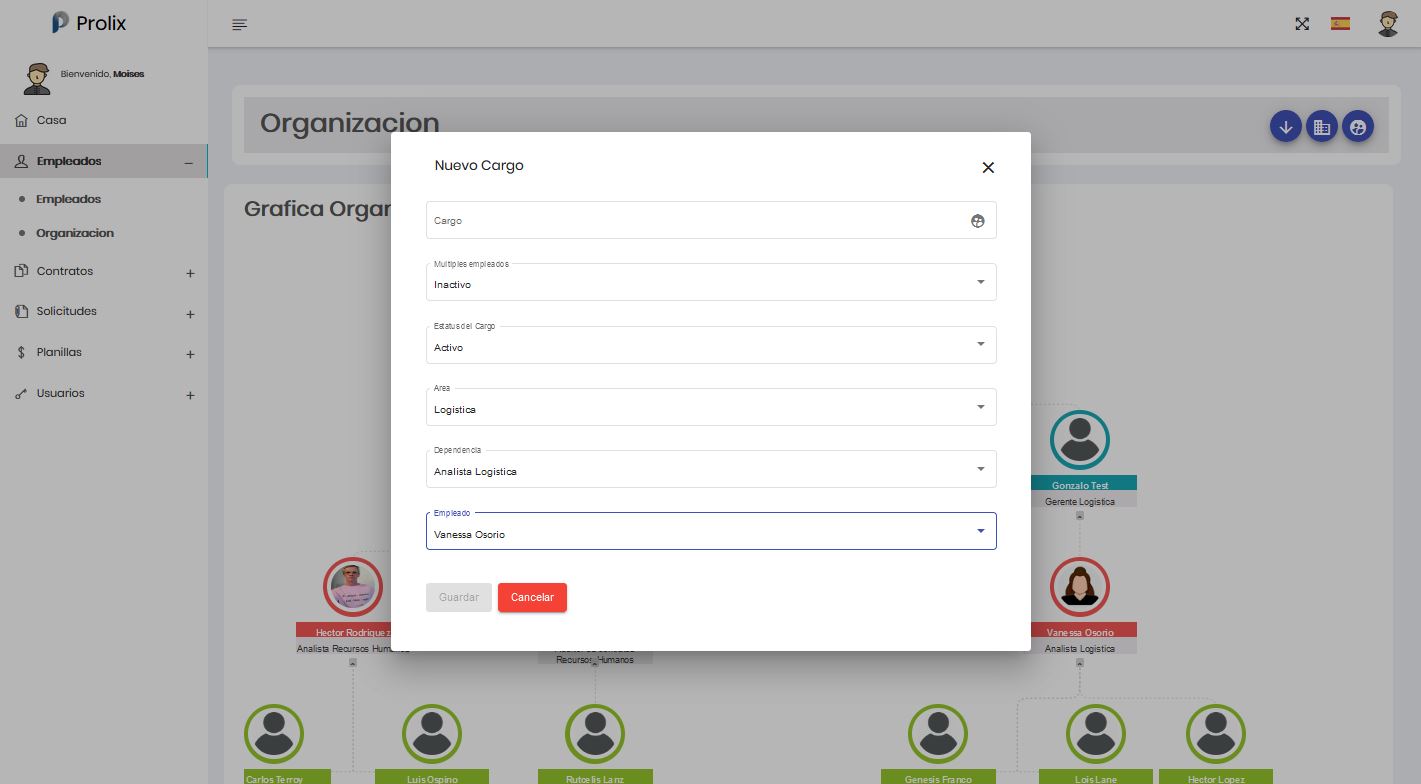 Prolix
Bienvenido, Moises
Casa
Empleados
Empleados
Organizacion
Contratos
Solicitudes
Planillas
Usuarios
Organizacion
Grafica Organ
Nuevo Cargo
Cargo
Multiples empleados
Inactivo
Estatus del Cargo
Activo
Area
Logistica
Dependencia
Analista Logistica
Empleado
Vanessa Osorio
Guardar
Cancelar
Gonzalo Test
Gerente Logistica
Hector Rodriguez
Analista Recursos Humanos
Recursos Humanos
Vanessa Osorio
Analista Logistica
Carlos Terroy
Luis Ospino
Rutcelis Lanz
Genesis Franco
Lois Lane
Hector Lopez